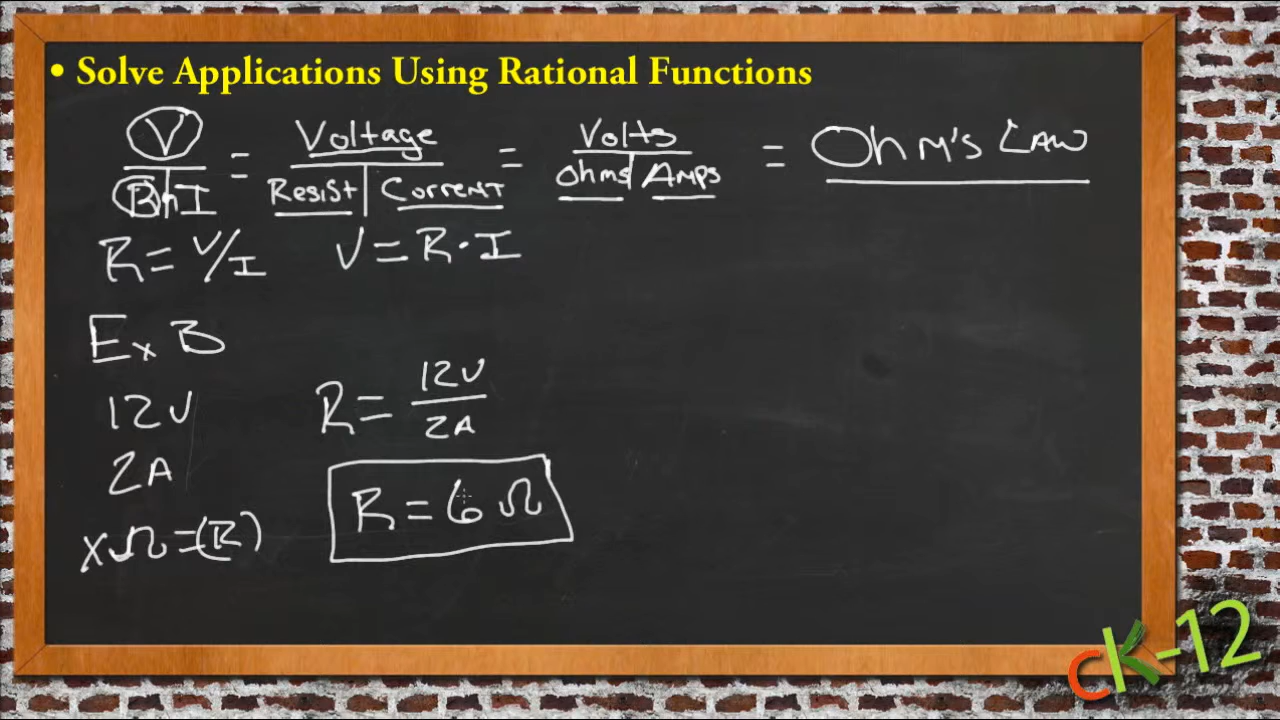 • Solve Applications Using Rational Functions
V = Voltage = Volts = Ohm's Law
R I Resist Current Ohms Amps
R = V/I V = R · I
Ex B
12V R = 12V
2A 2A
xΩ = (R) R = 6 Ω
CK-12